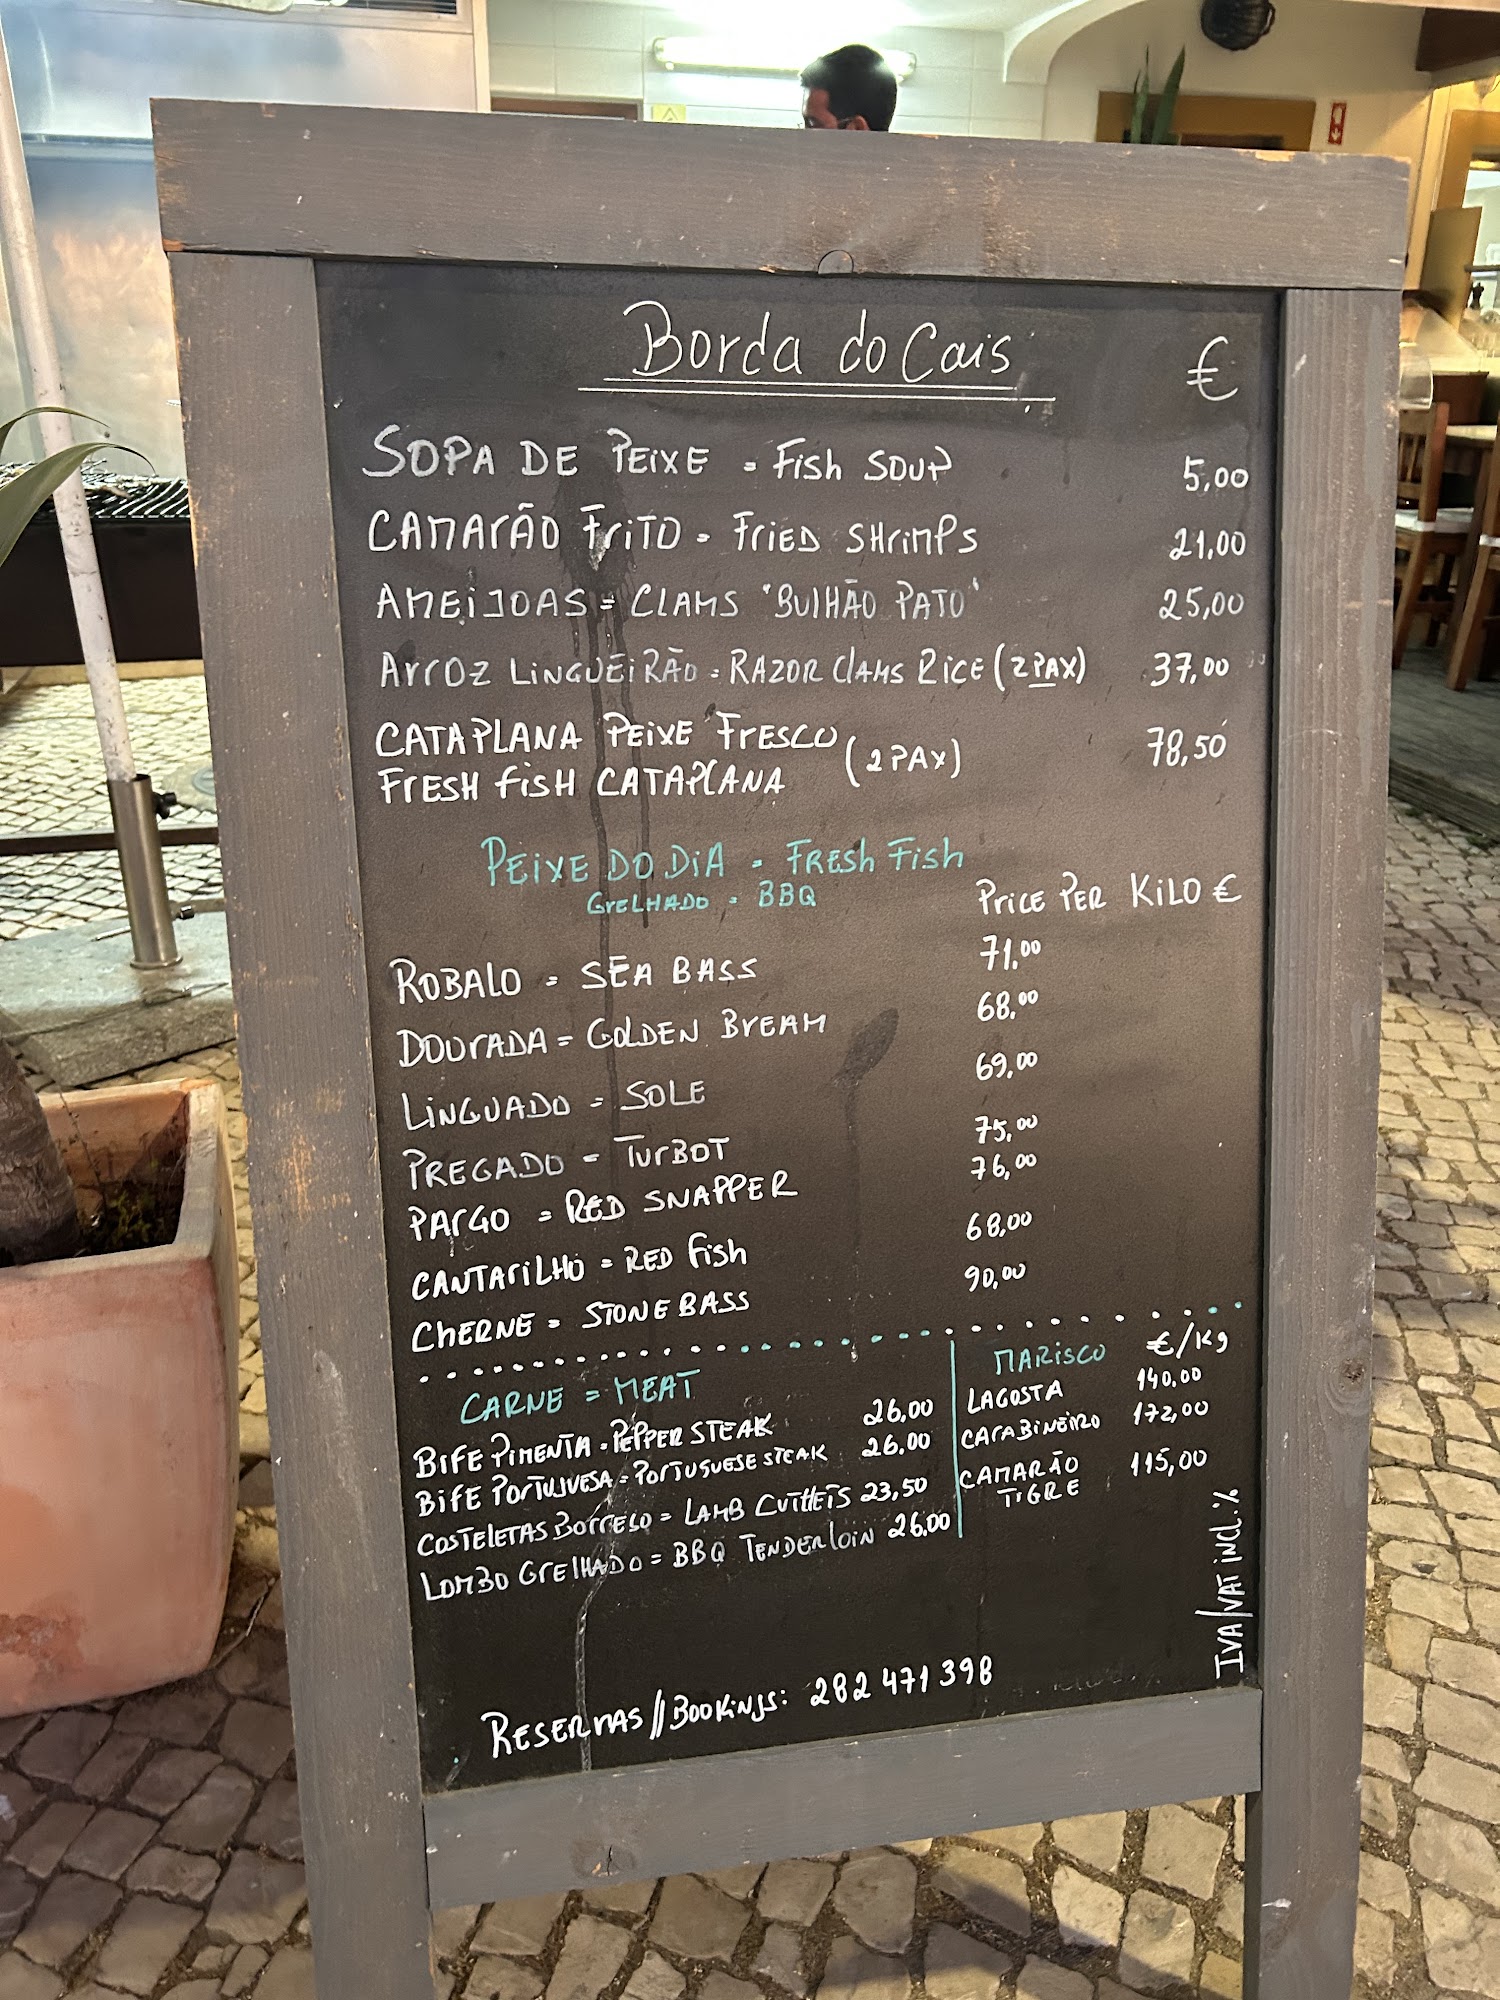 Borda do Cais €
SOPA DE PEIXE = Fish SOUP 5,00
CAMARÃO FRITO = FRIED SHRIMPS 21,00
AMEIJOAS = CLAMS "BULHÃO PATO" 25,00
ARROZ LINGUEIRÃO = RAZOR CLAMS RICE (2 PAX) 37,00
CATAPLANA PEIXE FRESCO
FRESH FISH CATAPLANA (2 PAX) 78,50
PEIXE DO DIA = FRESH Fish
GRELHADO = BBQ
PRICE PER KILO €
ROBALO = SEA BASS 71,00
DOURADA = GOLDEN BREAM 68,00
LINGUADO = SOLE 69,00
PREGADO = TURBOT 75,00
PARGO = RED SNAPPER 76,00
CANTARILHO = RED Fish 68,00
CHERNE = STONE BASS 90,00
CARNE = MEAT
BIFE PIMENTA = PEPPER STEAK 26,00
BIFE PORTUGUESA = PORTUGUESE STEAK 26,00
COSTELETAS BORREGO = LAMB CUTLLETS 23,50
LOMBO GRELHADO = BBQ TENDERLOIN 26,00
MARISCO €/Kg
LAGOSTA 140,00
CARABINEIRO 172,00
CAMARÃO
TIGRE 115,00
IVA/VAT incl.%
RESERVAS//BOOKINGS: 282 471 398